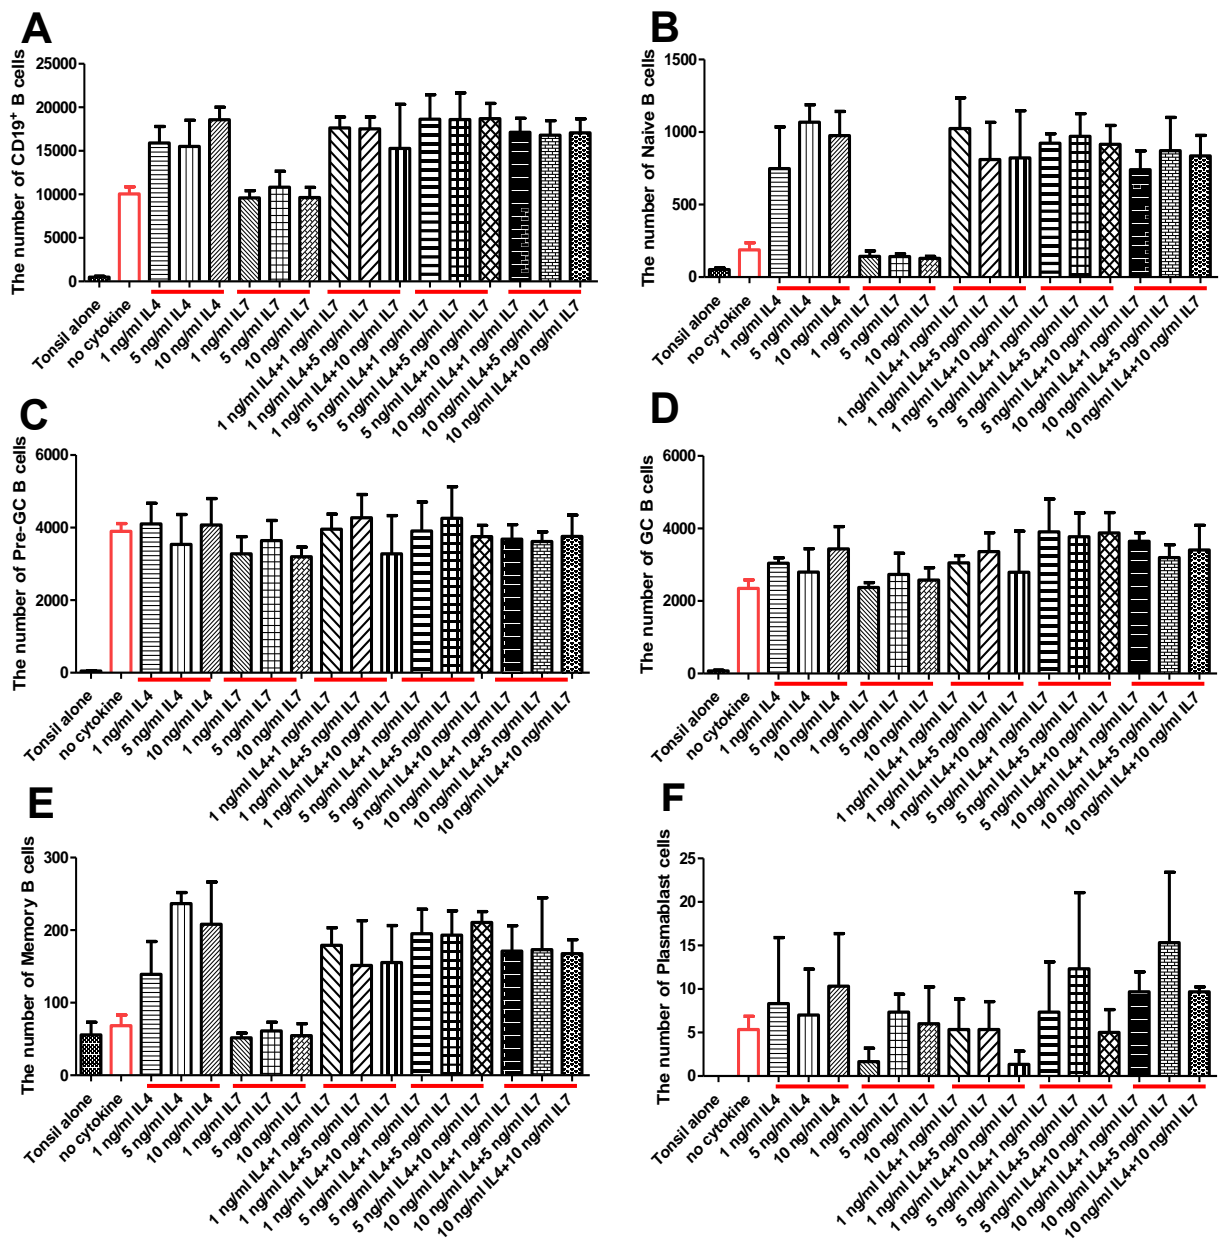 A
The number of CD19+ B cells
25000
20000
15000
10000
5000
0
Tonsil alone
no cytokine
1 ng/ml IL4
5 ng/ml IL4
10 ng/ml IL4
1 ng/ml IL7
5 ng/ml IL7
10 ng/ml IL7
1 ng/ml IL4+1 ng/ml IL7
1 ng/ml IL4+5 ng/ml IL7
1 ng/ml IL4+10 ng/ml IL7
5 ng/ml IL4+1 ng/ml IL7
5 ng/ml IL4+5 ng/ml IL7
5 ng/ml IL4+10 ng/ml IL7
10 ng/ml IL4+1 ng/ml IL7
10 ng/ml IL4+5 ng/ml IL7
10 ng/ml IL4+10 ng/ml IL7
B
The number of Naive B cells
1500
1000
500
0
Tonsil alone
no cytokine
1 ng/ml IL4
5 ng/ml IL4
10 ng/ml IL4
1 ng/ml IL7
5 ng/ml IL7
10 ng/ml IL7
1 ng/ml IL4+1 ng/ml IL7
1 ng/ml IL4+5 ng/ml IL7
1 ng/ml IL4+10 ng/ml IL7
5 ng/ml IL4+1 ng/ml IL7
5 ng/ml IL4+5 ng/ml IL7
5 ng/ml IL4+10 ng/ml IL7
10 ng/ml IL4+1 ng/ml IL7
10 ng/ml IL4+5 ng/ml IL7
10 ng/ml IL4+10 ng/ml IL7
C
The number of Pre-GC B cells
6000
4000
2000
0
Tonsil alone
no cytokine
1 ng/ml IL4
5 ng/ml IL4
10 ng/ml IL4
1 ng/ml IL7
5 ng/ml IL7
10 ng/ml IL7
1 ng/ml IL4+1 ng/ml IL7
1 ng/ml IL4+5 ng/ml IL7
1 ng/ml IL4+10 ng/ml IL7
5 ng/ml IL4+1 ng/ml IL7
5 ng/ml IL4+5 ng/ml IL7
5 ng/ml IL4+10 ng/ml IL7
10 ng/ml IL4+1 ng/ml IL7
10 ng/ml IL4+5 ng/ml IL7
10 ng/ml IL4+10 ng/ml IL7
D
The number of GC B cells
6000
4000
2000
0
Tonsil alone
no cytokine
1 ng/ml IL4
5 ng/ml IL4
10 ng/ml IL4
1 ng/ml IL7
5 ng/ml IL7
10 ng/ml IL7
1 ng/ml IL4+1 ng/ml IL7
1 ng/ml IL4+5 ng/ml IL7
1 ng/ml IL4+10 ng/ml IL7
5 ng/ml IL4+1 ng/ml IL7
5 ng/ml IL4+5 ng/ml IL7
5 ng/ml IL4+10 ng/ml IL7
10 ng/ml IL4+1 ng/ml IL7
10 ng/ml IL4+5 ng/ml IL7
10 ng/ml IL4+10 ng/ml IL7
E
The number of Memory B cells
300
200
100
0
Tonsil alone
no cytokine
1 ng/ml IL4
5 ng/ml IL4
10 ng/ml IL4
1 ng/ml IL7
5 ng/ml IL7
10 ng/ml IL7
1 ng/ml IL4+1 ng/ml IL7
1 ng/ml IL4+5 ng/ml IL7
1 ng/ml IL4+10 ng/ml IL7
5 ng/ml IL4+1 ng/ml IL7
5 ng/ml IL4+5 ng/ml IL7
5 ng/ml IL4+10 ng/ml IL7
10 ng/ml IL4+1 ng/ml IL7
10 ng/ml IL4+5 ng/ml IL7
10 ng/ml IL4+10 ng/ml IL7
F
The number of Plasmablast cells
25
20
15
10
5
0
Tonsil alone
no cytokine
1 ng/ml IL4
5 ng/ml IL4
10 ng/ml IL4
1 ng/ml IL7
5 ng/ml IL7
10 ng/ml IL7
1 ng/ml IL4+1 ng/ml IL7
1 ng/ml IL4+5 ng/ml IL7
1 ng/ml IL4+10 ng/ml IL7
5 ng/ml IL4+1 ng/ml IL7
5 ng/ml IL4+5 ng/ml IL7
5 ng/ml IL4+10 ng/ml IL7
10 ng/ml IL4+1 ng/ml IL7
10 ng/ml IL4+5 ng/ml IL7
10 ng/ml IL4+10 ng/ml IL7